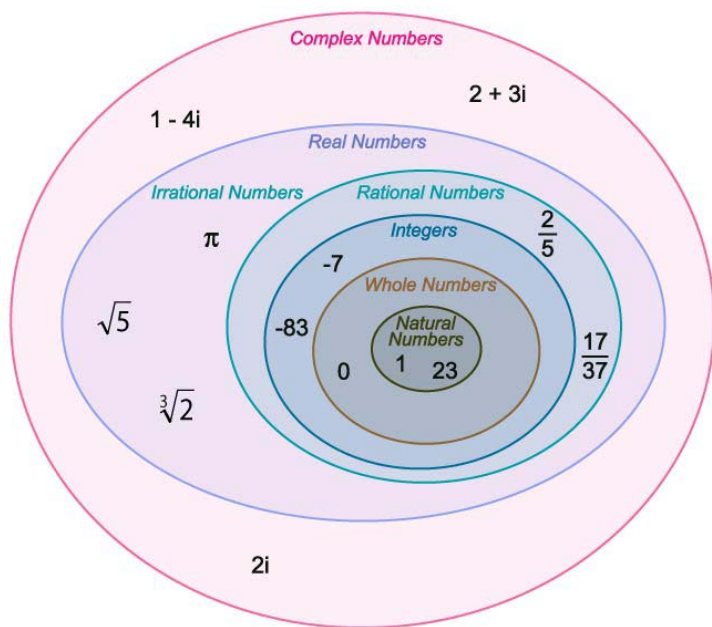 Complex Numbers
2 + 3i
1 - 4i
Real Numbers
Irrational Numbers
Rational Numbers
π
2/5
Integers
-7
Whole Numbers
√5
-83
Natural
Numbers
17/37
0
1
23
∛2
2i